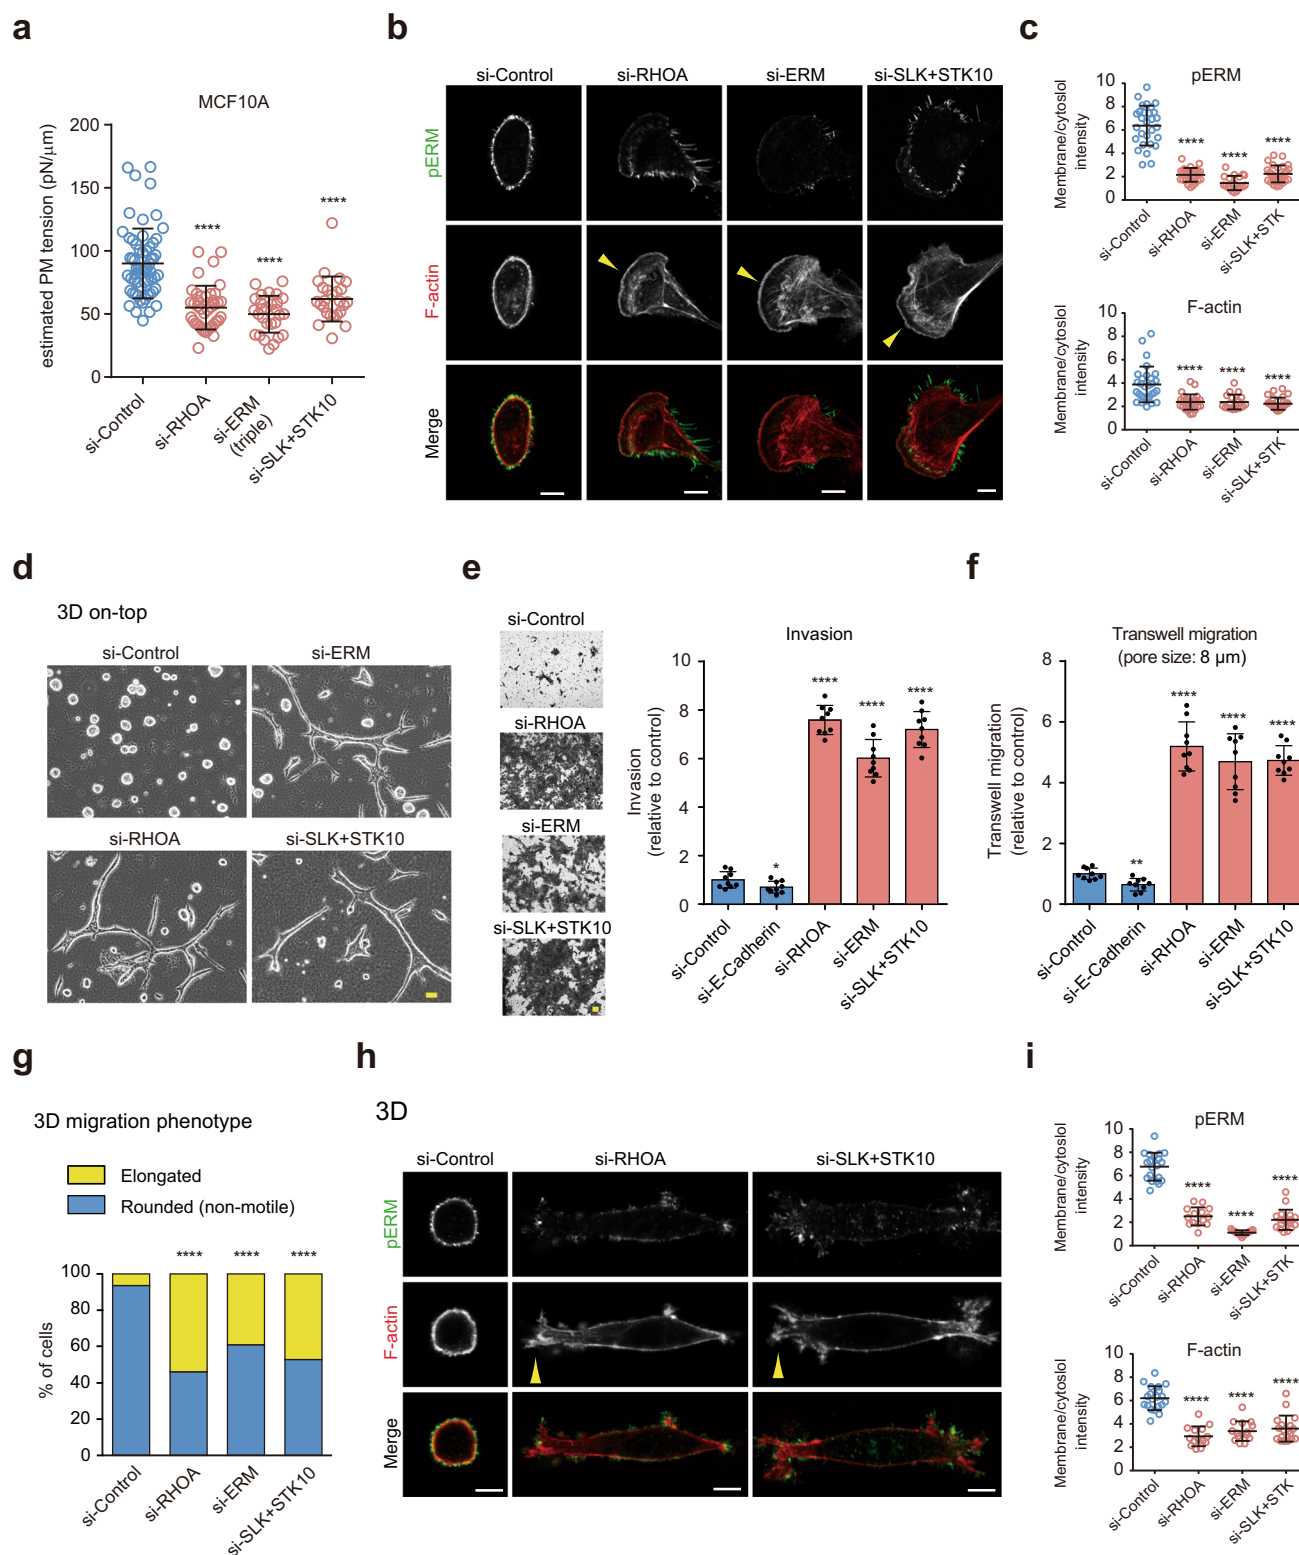 a
MCF10A
estimated PM tension (pN/μm)
200
150
100
50
0
****
****
****
si-Control
si-RHOA
si-ERM
(triple)
si-SLK+STK10
b
si-Control
si-RHOA
si-ERM
si-SLK+STK10
pERM
F-actin
Merge
c
pERM
Membrane/cytoslol
intensity
10
8
6
4
2
0
****
****
****
si-Control
si-RHOA
si-ERM
si-SLK+STK
F-actin
Membrane/cytoslol
intensity
10
8
6
4
2
0
****
****
****
si-Control
si-RHOA
si-ERM
si-SLK+STK
d
3D on-top
si-Control
si-ERM
si-RHOA
si-SLK+STK10
e
si-Control
si-RHOA
si-ERM
si-SLK+STK10
Invasion
Invasion
(relative to control)
10
8
6
4
2
0
*
****
****
****
si-Control
si-E-Cadherin
si-RHOA
si-ERM
si-SLK+STK10
f
Transwell migration
(pore size: 8 μm)
Transwell migration
(relative to control)
8
6
4
2
0
**
****
****
****
si-Control
si-E-Cadherin
si-RHOA
si-ERM
si-SLK+STK10
g
3D migration phenotype
Elongated
Rounded (non-motile)
****
****
****
% of cells
100
80
60
40
20
0
si-Control
si-RHOA
si-ERM
si-SLK+STK10
h
3D
si-Control
si-RHOA
si-SLK+STK10
pERM
F-actin
Merge
i
pERM
Membrane/cytoslol
intensity
10
8
6
4
2
0
****
****
****
si-Control
si-RHOA
si-ERM
si-SLK+STK
F-actin
Membrane/cytoslol
intensity
10
8
6
4
2
0
****
****
****
si-Control
si-RHOA
si-ERM
si-SLK+STK